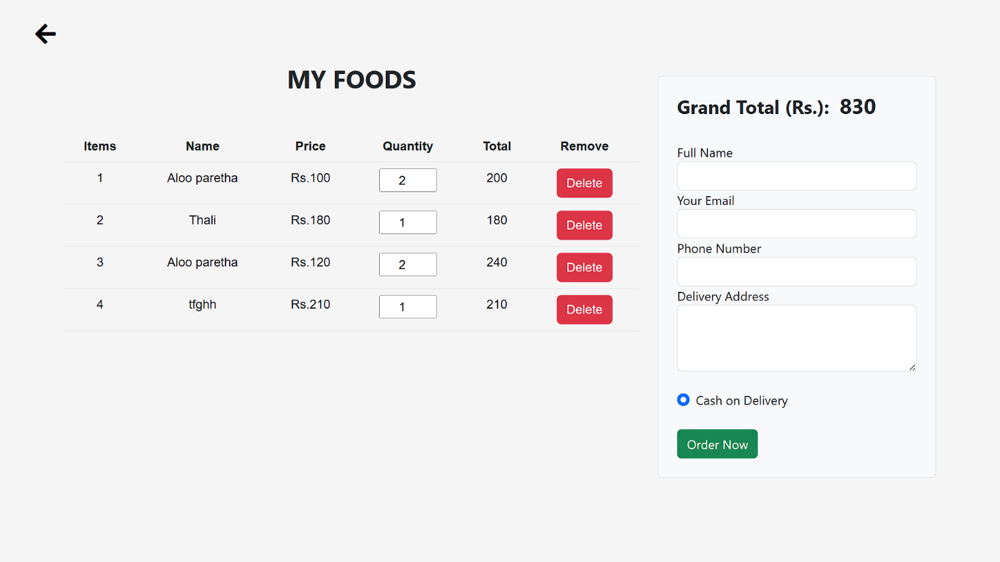 MY FOODS
Items Name Price Quantity Total Remove
1 Aloo paretha Rs.100 2 200 Delete
2 Thali Rs.180 1 180 Delete
3 Aloo paretha Rs.120 2 240 Delete
4 tfghh Rs.210 1 210 Delete
Grand Total (Rs.): 830
Full Name
Your Email
Phone Number
Delivery Address
Cash on Delivery
Order Now